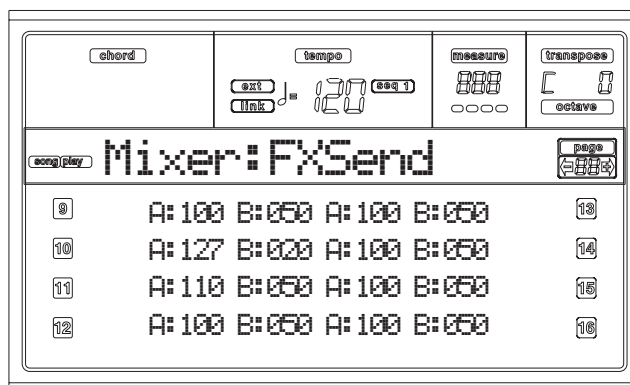 chord tempo measure transpose
ext ♩= 120 seq 1 888 C 0
link octave
song play Mixer:FXSend page
88
9 A:100 B:050 A:100 B:050 13
10 A:127 B:020 A:100 B:050 14
11 A:110 B:050 A:100 B:050 15
12 A:100 B:050 A:100 B:050 16